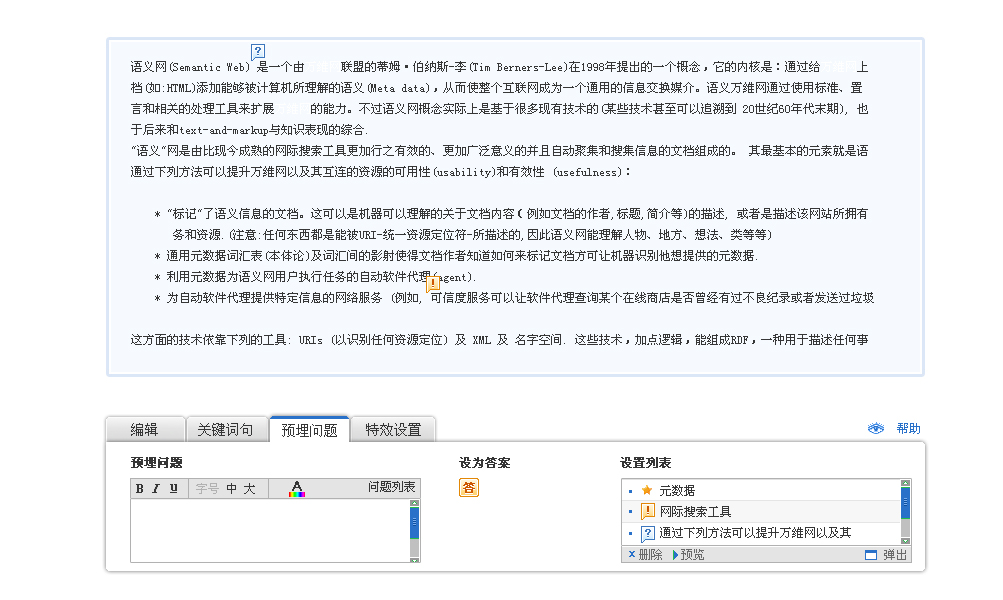 语义网(Semantic Web) 是一个由 联盟的蒂姆·伯纳斯-李(Tim Berners-Lee)在1998年提出的一个概念，它的内核是：通过给 上
档(如:HTML)添加能够被计算机所理解的语义(Meta data)，从而使整个互联网成为一个通用的信息交换媒介。语义万维网通过使用标准、置
言和相关的处理工具来扩展 的能力。不过语义网概念实际上是基于很多现有技术的(某些技术甚至可以追溯到 20世纪60年代末期), 也
于后来和text-and-markup与知识表现的综合.
"语义"网是由比现今成熟的网际搜索工具更加行之有效的、更加广泛意义的并且自动聚集和搜集信息的文档组成的。 其最基本的元素就是语
通过下列方法可以提升万维网以及其互连的资源的可用性(usability)和有效性 (usefulness)：
* "标记"了语义信息的文档。这可以是机器可以理解的关于文档内容( 例如文档的作者,标题,简介等)的描述, 或者是描述该网站所拥有
务和资源. (注意:任何东西都是能被URI-统一资源定位符-所描述的,因此语义网能理解人物、地方、想法、类等等)
* 通用元数据词汇表(本体论)及词汇间的影射使得文档作者知道如何来标记文档方可让机器识别他想提供的元数据.
* 利用元数据为语义网用户执行任务的自动软件代理(agent).
* 为自动软件代理提供特定信息的网络服务 (例如, 可信度服务可以让软件代理查询某个在线商店是否曾经有过不良纪录或者发送过垃圾
这方面的技术依靠下列的工具: URIs (以识别任何资源定位) 及 XML 及 名字空间. 这些技术，加点逻辑，能组成RDF，一种用于描述任何事
编辑 关键词句 预埋问题 特效设置 帮助
预埋问题 设为答案 设置列表
B I U 字号 中 大 A 问题列表
答
元数据
网际搜索工具
通过下列方法可以提升万维网以及其
×删除 预览 弹出